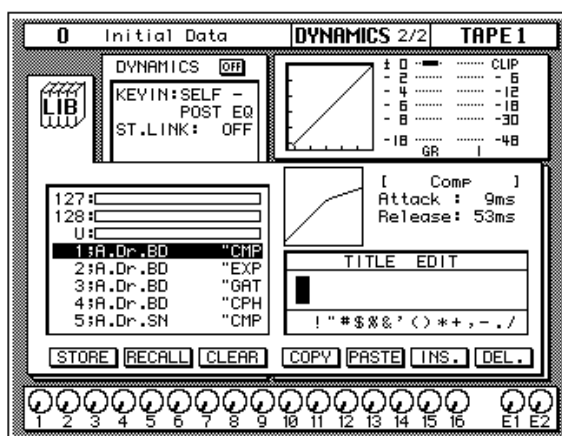 0 Initial Data DYNAMICS 2/2 TAPE 1
LIB
DYNAMICS OFF
KEYIN:SELF -
POST EQ
ST.LINK: OFF
± 0 CLIP
- 2 - 6
- 4 -12
- 6 -18
- 8 -30
-18 -48
GR I
127:
128:
U:
1:A.Dr.BD "CMP
2:A.Dr.BD "EXP
3:A.Dr.BD "GAT
4:A.Dr.BD "CPH
5:A.Dr.SN "CMP
[ Comp ]
Attack : 9ms
Release: 53ms
TITLE EDIT
!"#$%&'()*+,-./
STORE RECALL CLEAR COPY PASTE INS. DEL.
1 2 3 4 5 6 7 8 9 10 11 12 13 14 15 16 E1 E2